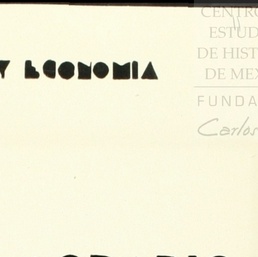 CENTRO
ESTUD
DE HIST
DE MEX
Y ECONOMIA
FUNDA
Carlos